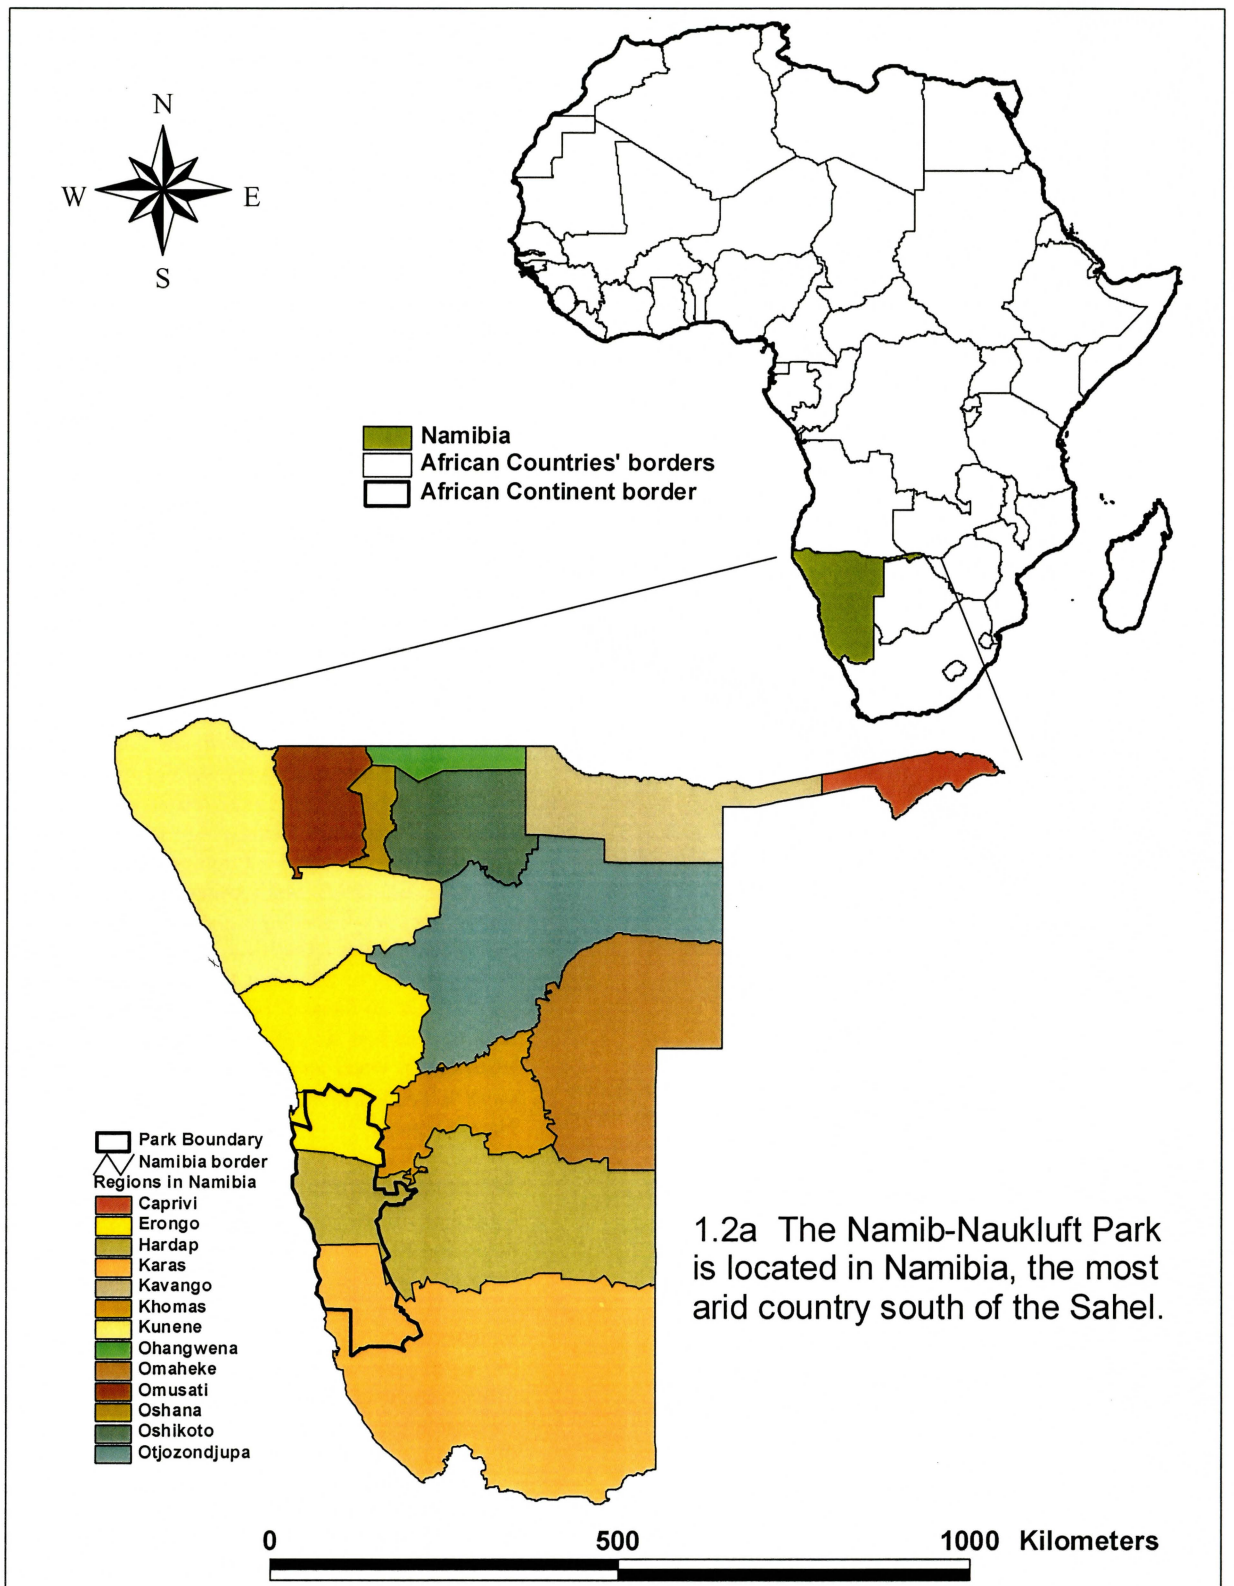 N
W E
S
Namibia
African Countries' borders
African Continent border
Park Boundary
Namibia border
Regions in Namibia
Caprivi
Erongo
Hardap
Karas
Kavango
Khomas
Kunene
Ohangwena
Omaheke
Omusati
Oshana
Oshikoto
Otjozondjupa
1.2a The Namib-Naukluft Park
is located in Namibia, the most
arid country south of the Sahel.
0 500 1000 Kilometers